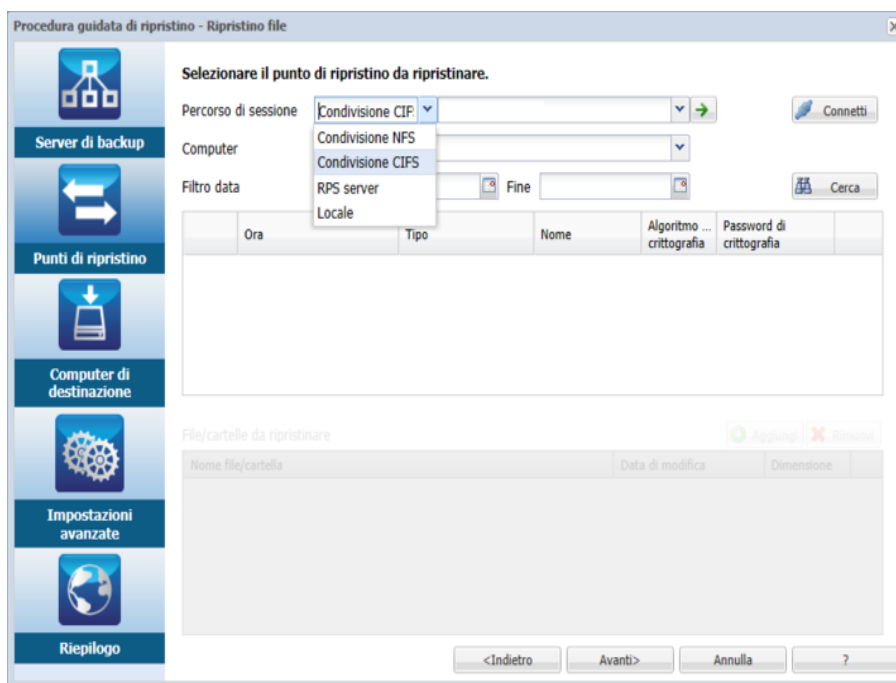 Procedura guidata di ripristino - Ripristino file
Server di backup
Punti di ripristino
Computer di
destinazione
Impostazioni
avanzate
Riepilogo
Selezionare il punto di ripristino da ripristinare.
Percorso di sessione
Condivisione CIF
Connetti
Condivisione NFS
Condivisione CIFS
RPS server
Locale
Computer
Filtro data
Fine
Cerca
Ora
Tipo
Nome
Algoritmo ...
crittografia
Password di
crittografia
File/cartelle da ripristinare
Aggiungi
Rimuovi
Nome file/cartella
Data di modifica
Dimensione
<Indietro
Avanti>
Annulla
?